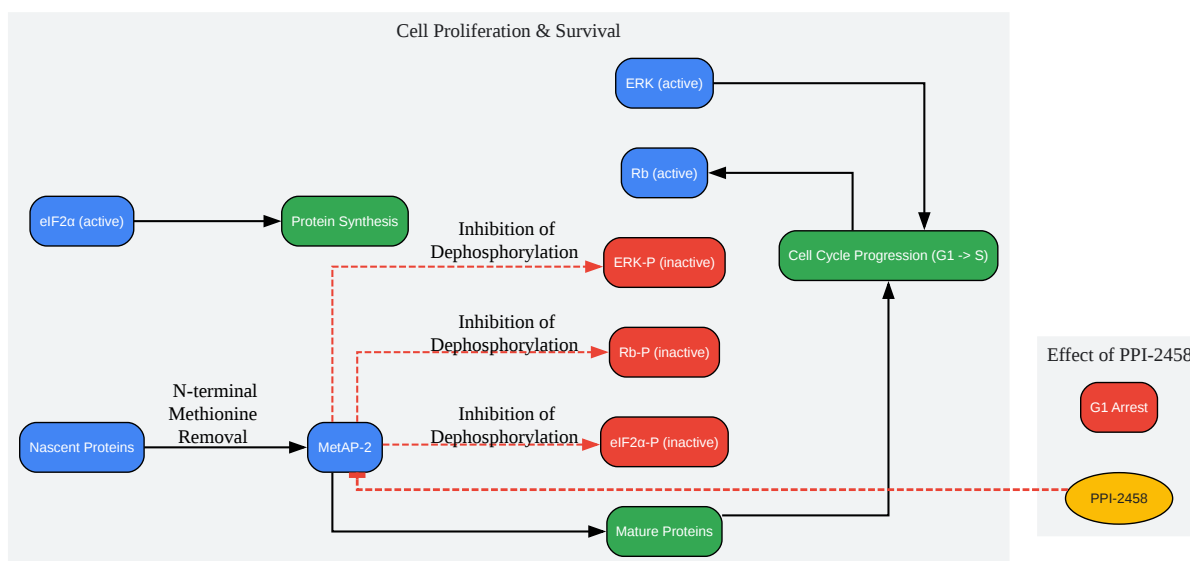 Cell Proliferation & Survival
ERK (active)
Rb (active)
eIF2α (active)
Protein Synthesis
Inhibition of
Dephosphorylation
ERK-P (inactive)
Cell Cycle Progression (G1 -> S)
Inhibition of
Dephosphorylation
Rb-P (inactive)
Effect of PPI-2458
G1 Arrest
N-terminal
Methionine
Removal
Nascent Proteins
MetAP-2
Inhibition of
Dephosphorylation
eIF2α-P (inactive)
PPI-2458
Mature Proteins